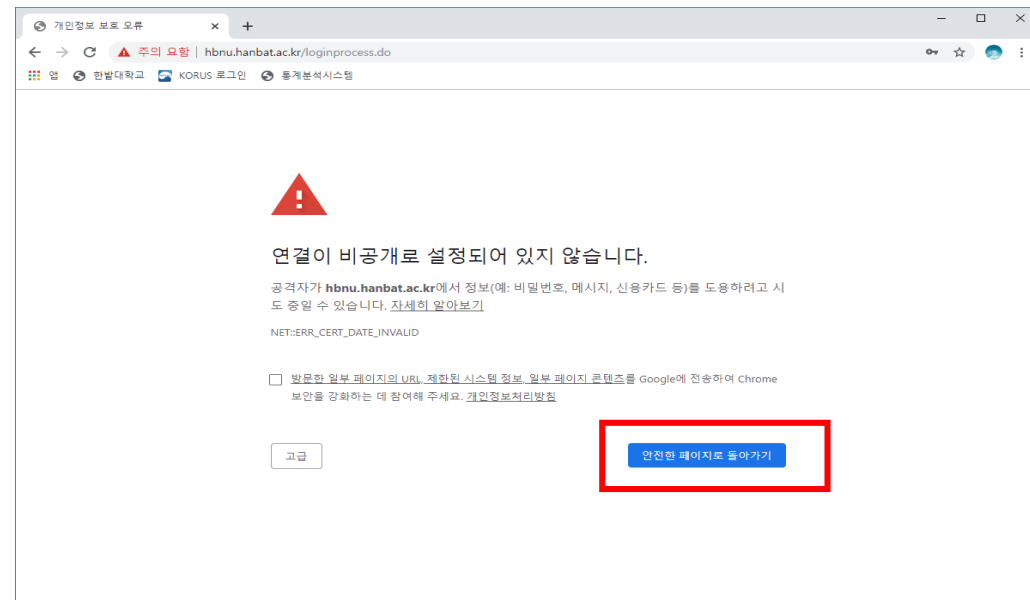 개인정보 보호 오류
주의 요함 | hbnu.hanbat.ac.kr/loginprocess.do
앱 한밭대학교 KORUS 로그인 통계분석시스템
연결이 비공개로 설정되어 있지 않습니다.
공격자가 hbnu.hanbat.ac.kr에서 정보(예: 비밀번호, 메시지, 신용카드 등)를 도용하려고 시
도 중일 수 있습니다. 자세히 알아보기
NET::ERR_CERT_DATE_INVALID
방문한 일부 페이지의 URL, 제한된 시스템 정보, 일부 페이지 콘텐츠를 Google에 전송하여 Chrome
보안을 강화하는 데 참여해 주세요. 개인정보처리방침
고급
안전한 페이지로 돌아가기